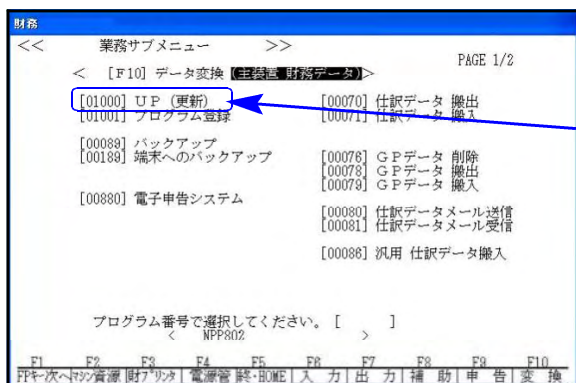 財務
<< 業務サブメニュー >>
PAGE 1/2
< [F10] データ変換 (主装置 財務データ)>
[01000] UP (更新) [00070] 仕訳データ 搬出
[01001] プログラム登録 [00071] 仕訳データ 搬入
[00089] バックアップ
[00189] 端末へのバックアップ [00076] GPデータ 削除
[00078] GPデータ 搬出
[00079] GPデータ 搬入
[00880] 電子申告システム
[00080] 仕訳データメール送信
[00081] 仕訳データメール受信
[00086] 汎用 仕訳データ搬入
プログラム番号で選択してください。 [ ]
< NPP802 >
F1 F2 F3 F4 F5 F6 F7 F8 F9 F10
FPキー次へ マシン資源 財プリンタ 電源管 終・HOME 入 力 出 力 補 助 申 告 変 換